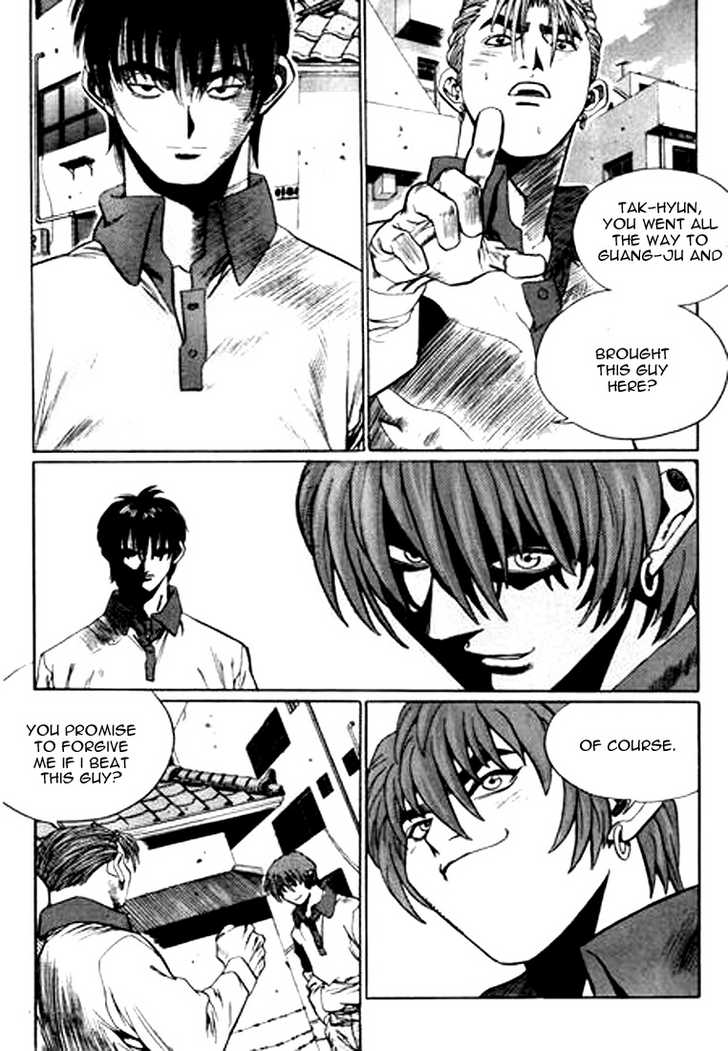 TAK-HYUN,
YOU WENT ALL
THE WAY TO
GUANG-JU AND
BROUGHT
THIS GUY
HERE?
YOU PROMISE
TO FORGIVE
ME IF I BEAT
THIS GUY?
OF COURSE.